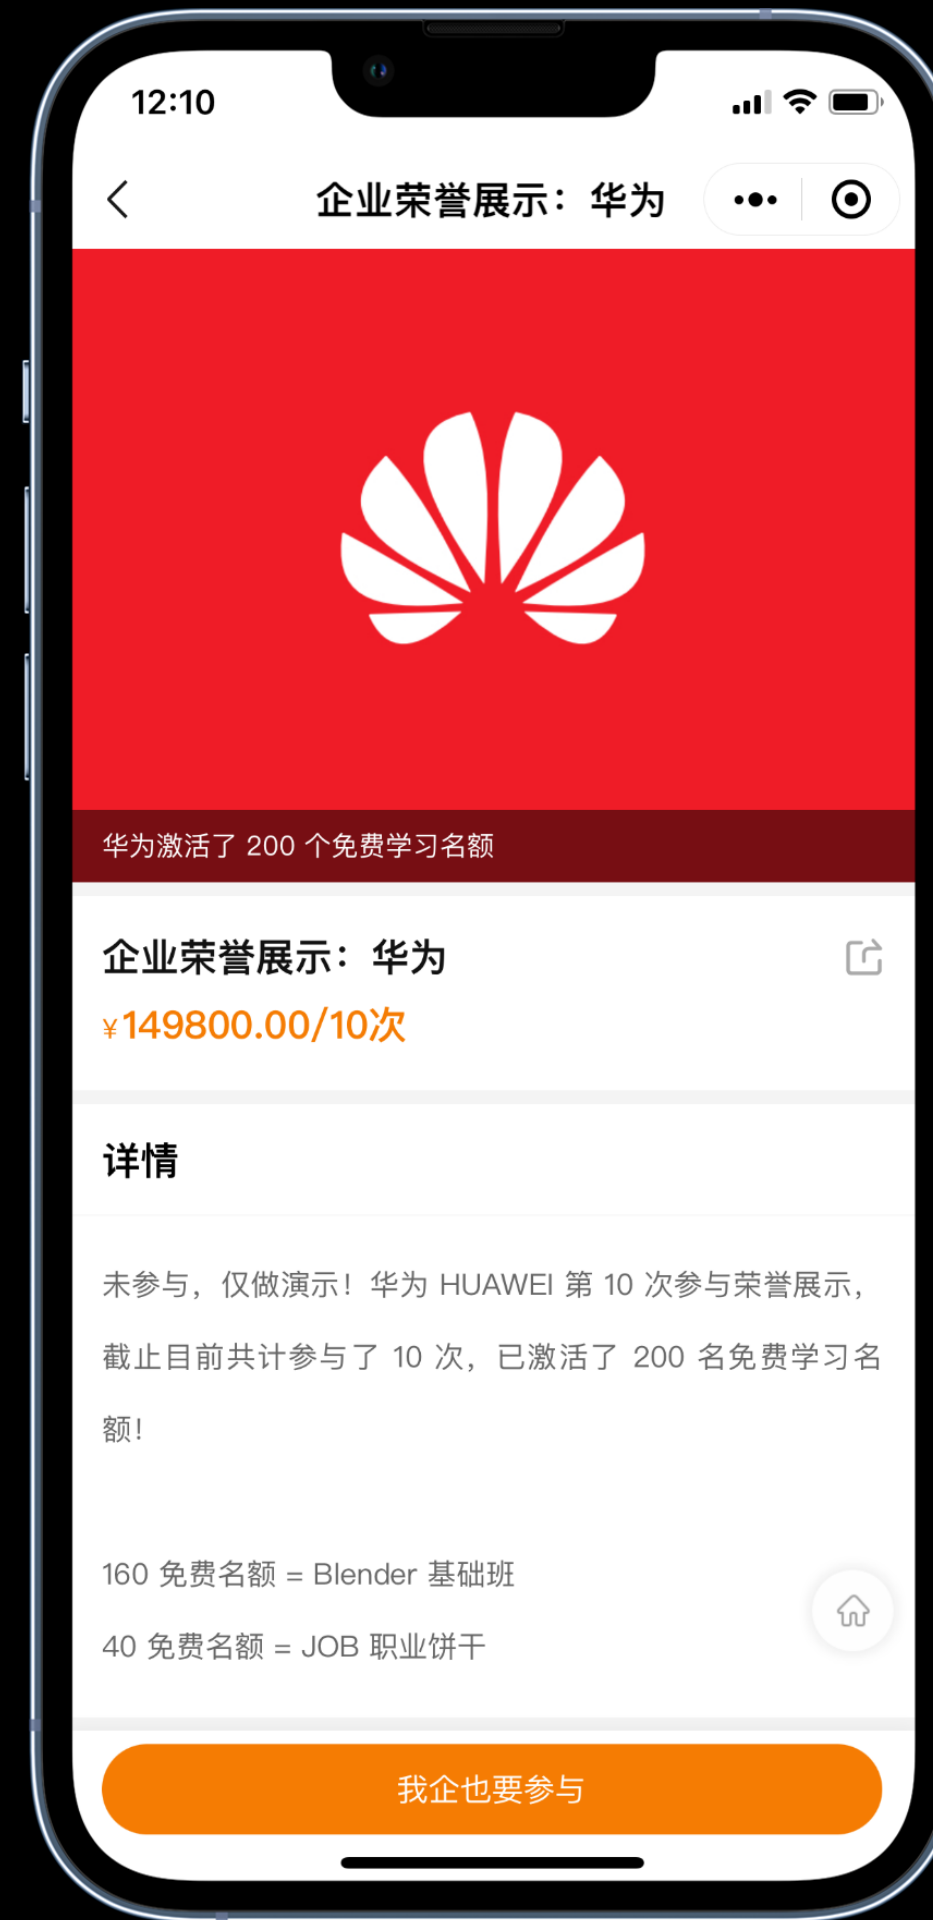 12:10
企业荣誉展示：华为
华为激活了 200 个免费学习名额
企业荣誉展示：华为
¥149800.00/10次
详情
未参与，仅做演示！华为 HUAWEI 第 10 次参与荣誉展示，
截止目前共计参与了 10 次，已激活了 200 名免费学习名
额！
160 免费名额 = Blender 基础班
40 免费名额 = JOB 职业饼干
我企也要参与